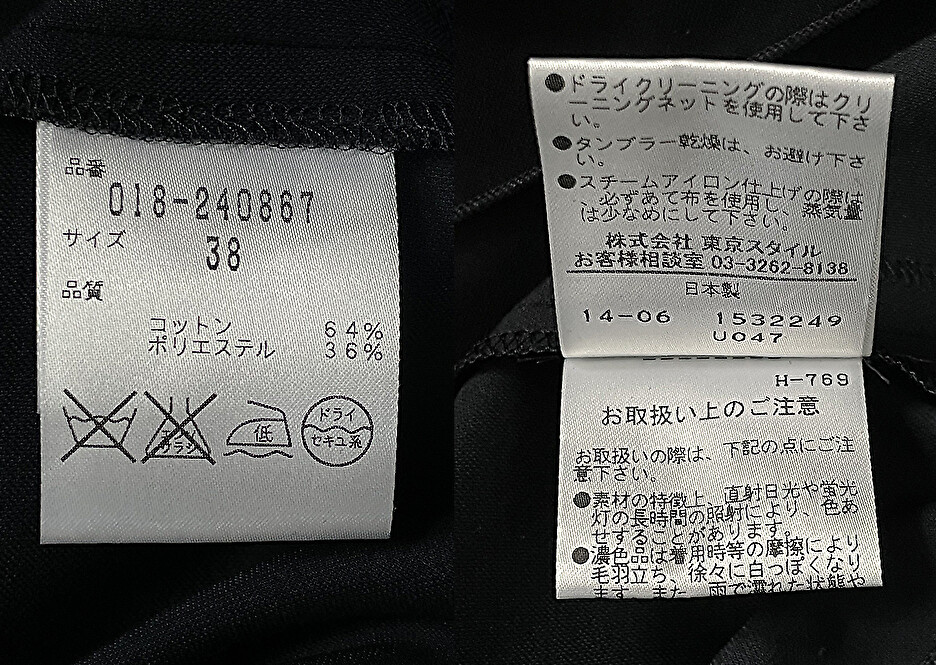 品番
018-240867
サイズ
38
品質
コットン 64%
ポリエステル 36%
エンソ
サラシ
低
ドライ
セキユ系
●ドライクリーニングの際はクリ
ーニングネットを使用して下さ
い。
●タンブラー乾燥は、お避け下さ
い。
●スチームアイロン仕上げの際は
、必ずあて布を使用し、蒸気量
は少なめにして下さい。
株式会社 東京スタイル
お客様相談室 03-3262-8138
日本製
14-06 1532249
U047
H-769
お取扱い上のご注意
お取扱いの際は、下記の点にご注
意下さい。
●素材の特徴上、直射日光や蛍光
灯の長時間の照射により、色あ
せすることがあります。
●濃色品は着用時等の摩擦により
毛羽立ち、徐々に白っぽくなり
ます。また、雨で濡れた状態や